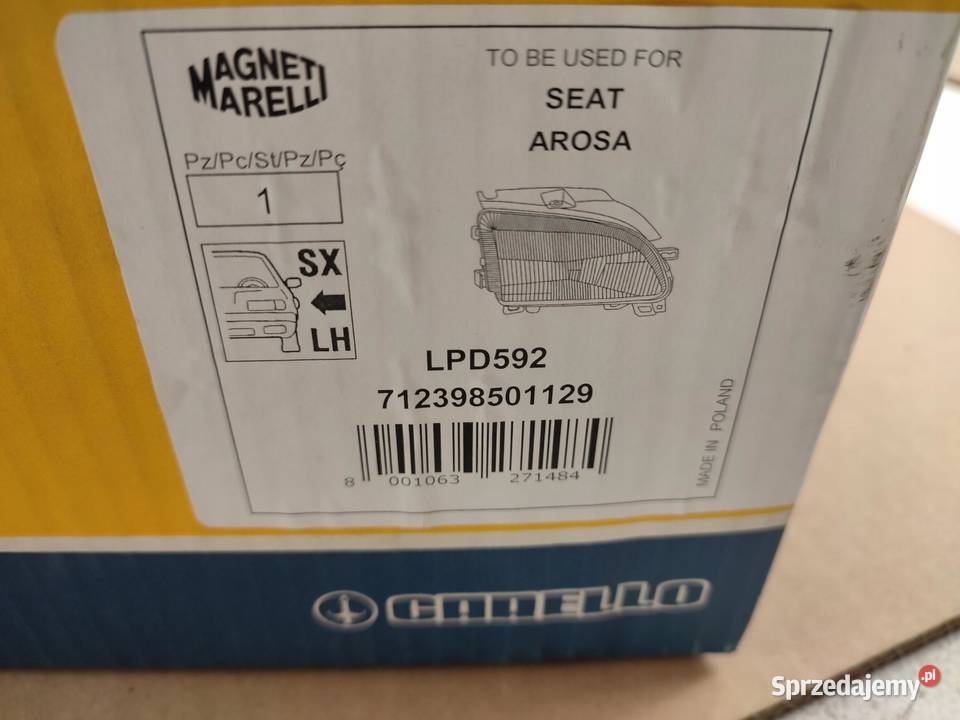 MAGNETI
MARELLI
TO BE USED FOR
SEAT
AROSA
Pz/Pc/St/Pz/Pç
1
SX
LH
LPD592
712398501129
8 001063 271484
MADE IN POLAND
CARELLO
Sprzedajemy.pl